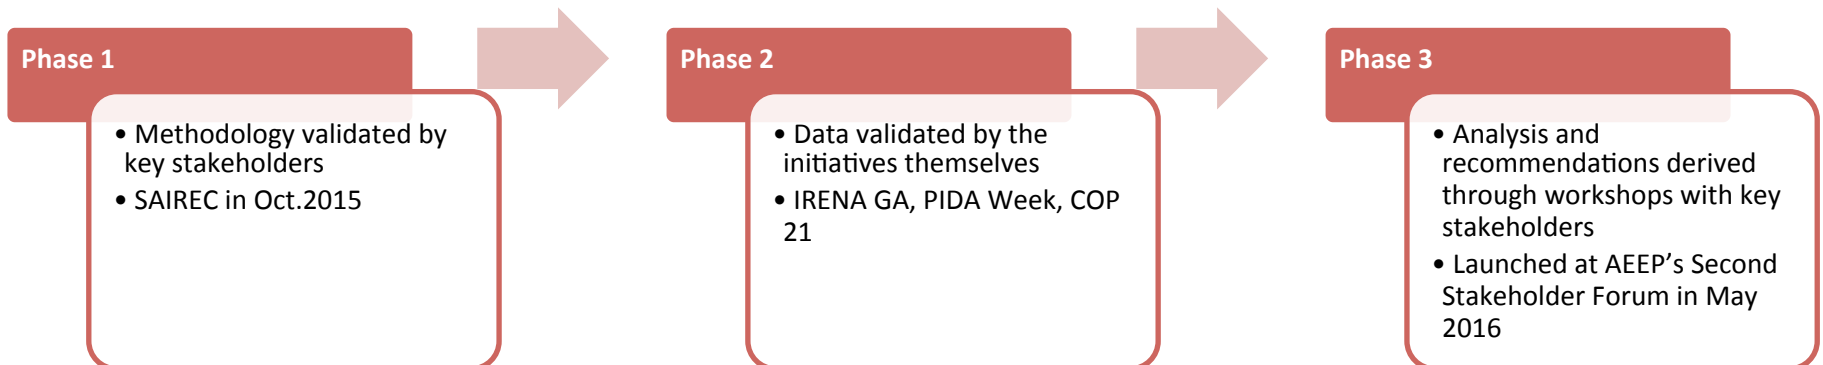 Phase 1
• Methodology validated by
key stakeholders
• SAIREC in Oct.2015
Phase 2
• Data validated by the
initiatives themselves
• IRENA GA, PIDA Week, COP
21
Phase 3
• Analysis and
recommendations derived
through workshops with key
stakeholders
• Launched at AEEP’s Second
Stakeholder Forum in May
2016